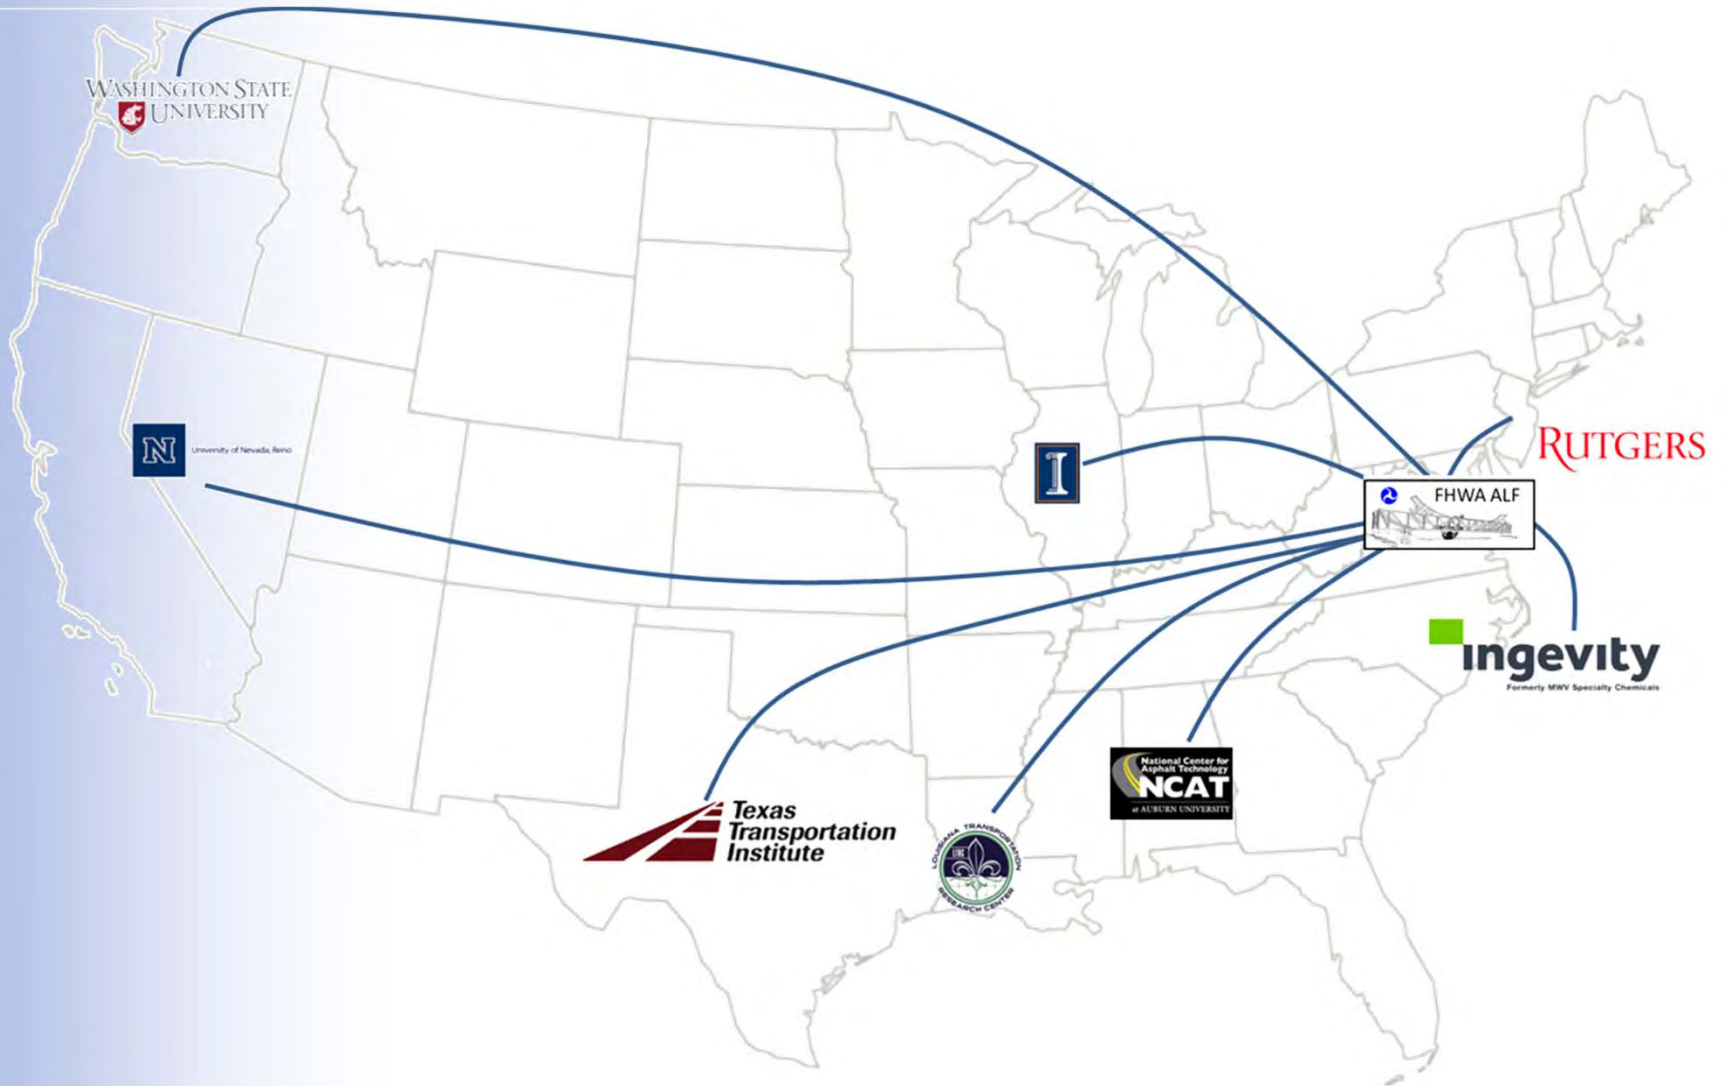 WASHINGTON STATE
UNIVERSITY
N
University of Nevada, Reno
I
RUTGERS
FHWA ALF
ingevity
Formerly MWV Specialty Chemicals
National Center for
Asphalt Technology
NCAT
at AUBURN UNIVERSITY
Texas
Transportation
Institute
LOUISIANA TRANSPORTATION
LTRC
RESEARCH CENTER